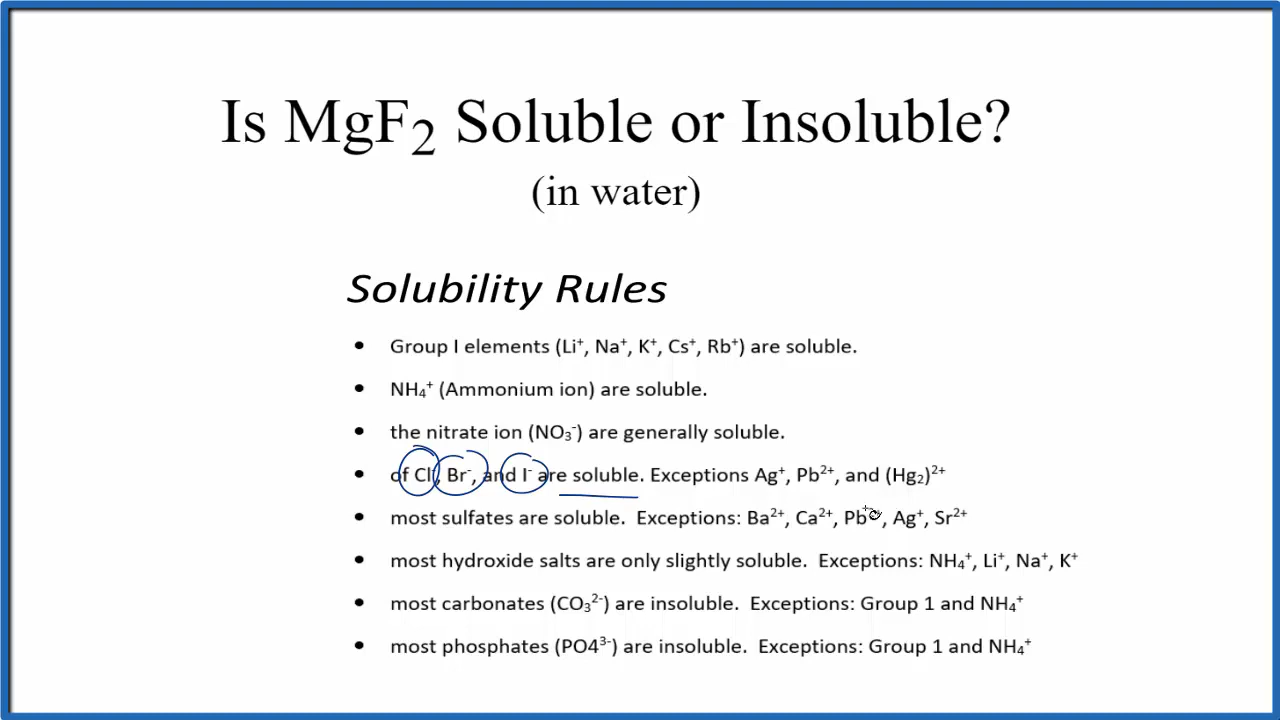 Is MgF₂ Soluble or Insoluble?
(in water)
Solubility Rules
• Group I elements (Li⁺, Na⁺, K⁺, Cs⁺, Rb⁺) are soluble.
• NH₄⁺ (Ammonium ion) are soluble.
• the nitrate ion (NO₃⁻) are generally soluble.
• of Cl⁻, Br⁻, and I⁻ are soluble. Exceptions Ag⁺, Pb²⁺, and (Hg₂)²⁺
• most sulfates are soluble. Exceptions: Ba²⁺, Ca²⁺, Pb²⁺, Ag⁺, Sr²⁺
• most hydroxide salts are only slightly soluble. Exceptions: NH₄⁺, Li⁺, Na⁺, K⁺
• most carbonates (CO₃²⁻) are insoluble. Exceptions: Group 1 and NH₄⁺
• most phosphates (PO4³⁻) are insoluble. Exceptions: Group 1 and NH₄⁺